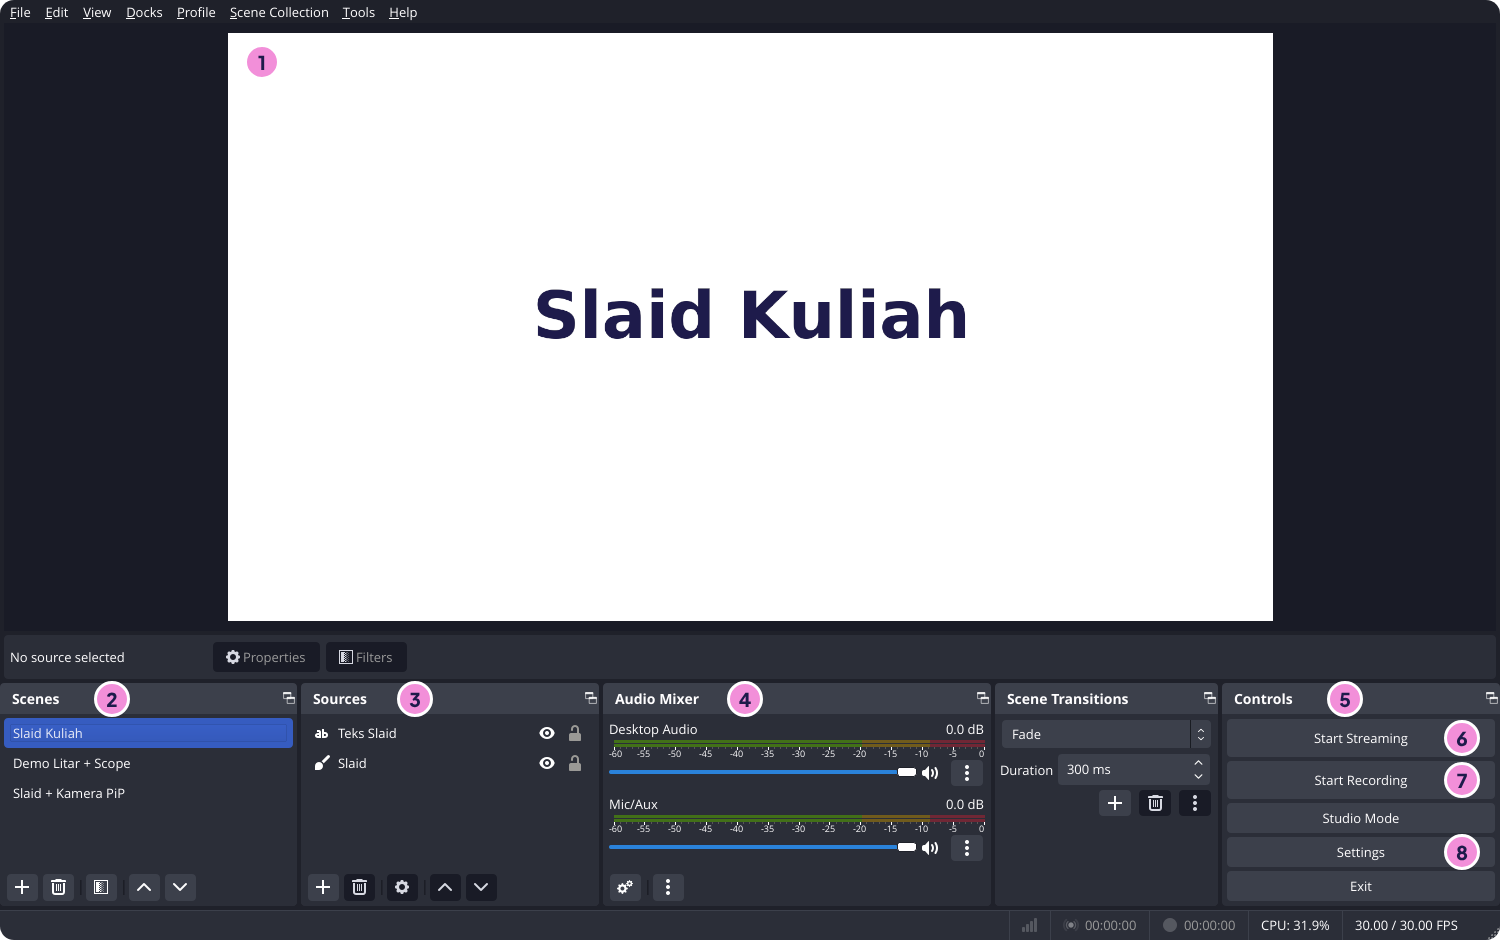 File Edit View Docks Profile Scene Collection Tools Help
1
Slaid Kuliah
No source selected Properties Filters
Scenes 2
Slaid Kuliah
Demo Litar + Scope
Slaid + Kamera PiP
Sources 3
ab Teks Slaid
Slaid
Audio Mixer 4
Desktop Audio 0.0 dB
-60 -55 -50 -45 -40 -35 -30 -25 -20 -15 -10 -5 0
Mic/Aux 0.0 dB
-60 -55 -50 -45 -40 -35 -30 -25 -20 -15 -10 -5 0
Scene Transitions
Fade
Duration 300 ms
Controls 5
Start Streaming 6
Start Recording 7
Studio Mode
Settings 8
Exit
00:00:00 00:00:00 CPU: 31.9% 30.00 / 30.00 FPS